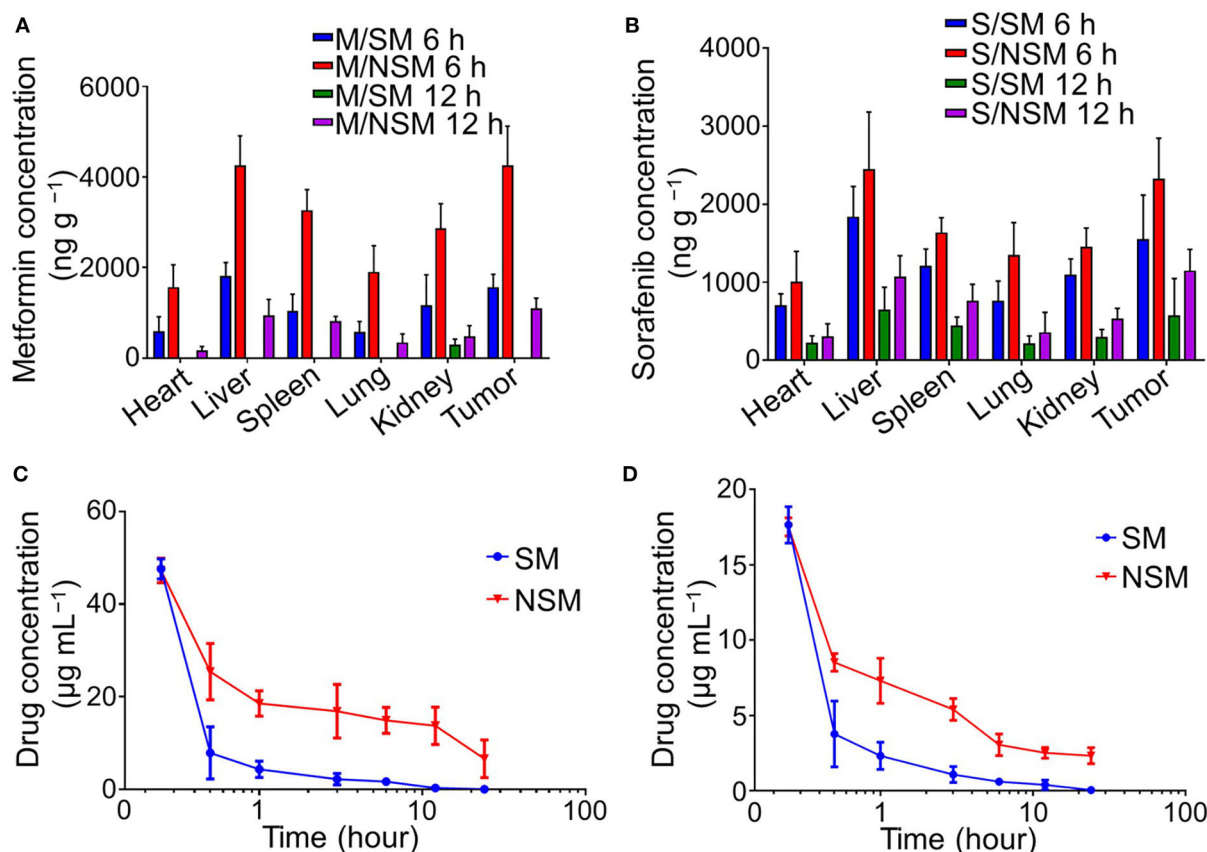 A
Metformin concentration
(ng g ⁻¹)
6000
4000
2000
0
M/SM 6 h
M/NSM 6 h
M/SM 12 h
M/NSM 12 h
Heart
Liver
Spleen
Lung
Kidney
Tumor
B
Sorafenib concentration
(ng g ⁻¹)
4000
3000
2000
1000
0
S/SM 6 h
S/NSM 6 h
S/SM 12 h
S/NSM 12 h
Heart
Liver
Spleen
Lung
Kidney
Tumor
C
Drug concentration
(µg mL⁻¹)
60
40
20
0
SM
NSM
0 1 10 100
Time (hour)
D
Drug concentration
(µg mL⁻¹)
20
15
10
5
0
SM
NSM
0 1 10 100
Time (hour)